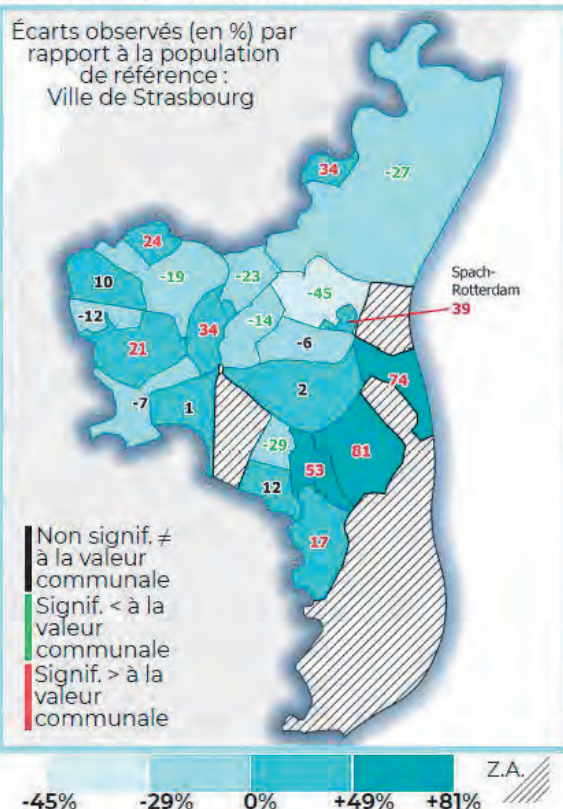 Écarts observés (en %) par
rapport à la population
de référence :
Ville de Strasbourg
34
-27
24
-19
-23
10
-45
Spach-
Rotterdam
39
-12
34
-14
-6
21
74
-7
1
2
-29
81
53
12
17
Non signif. ≠
à la valeur
communale
Signif. < à la
valeur
communale
Signif. > à la
valeur
communale
Z.A.
-45% -29% 0% +49% +81%